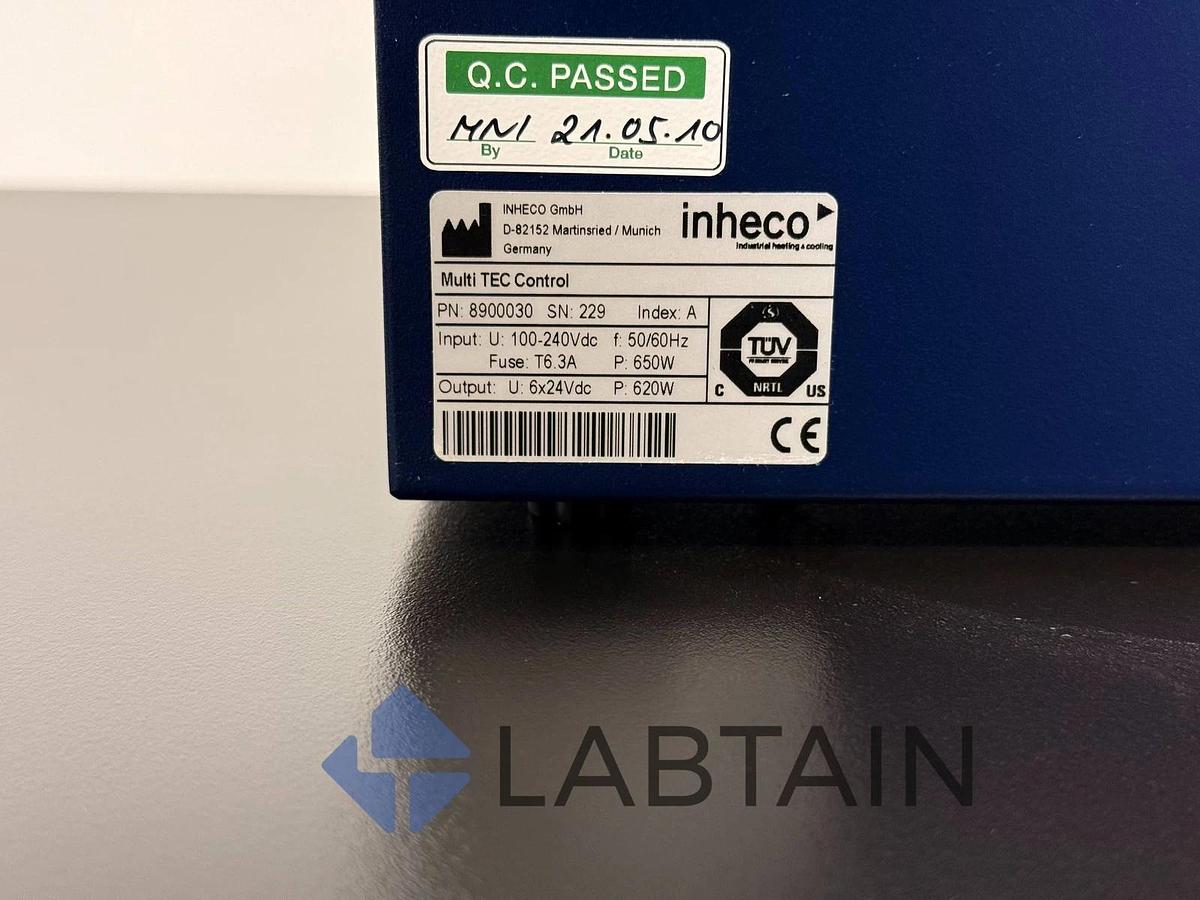 Q.C. PASSED
MNI 21.05.10
By Date
INHECO GmbH
D-82152 Martinsried / Munich
Germany
inheco
Industrial heating & cooling
Multi TEC Control
PN: 8900030 SN: 229 Index: A
Input: U: 100-240Vdc f: 50/60Hz
Fuse: T6.3A P: 650W
Output: U: 6x24Vdc P: 620W
TÜV
NRTL
C US
CE
LABTAIN